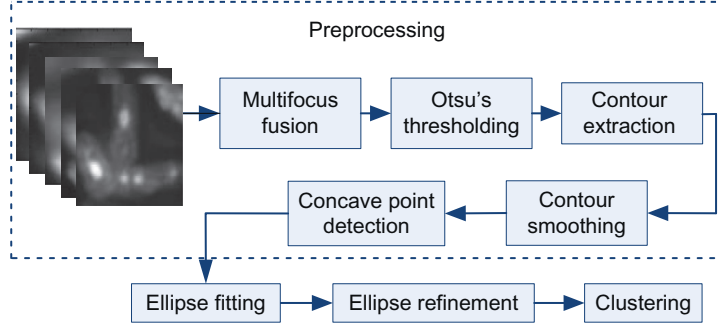 Preprocessing
Multifocus
fusion
Otsu's
thresholding
Contour
extraction
Contour
smoothing
Concave point
detection
Ellipse fitting
Ellipse refinement
Clustering